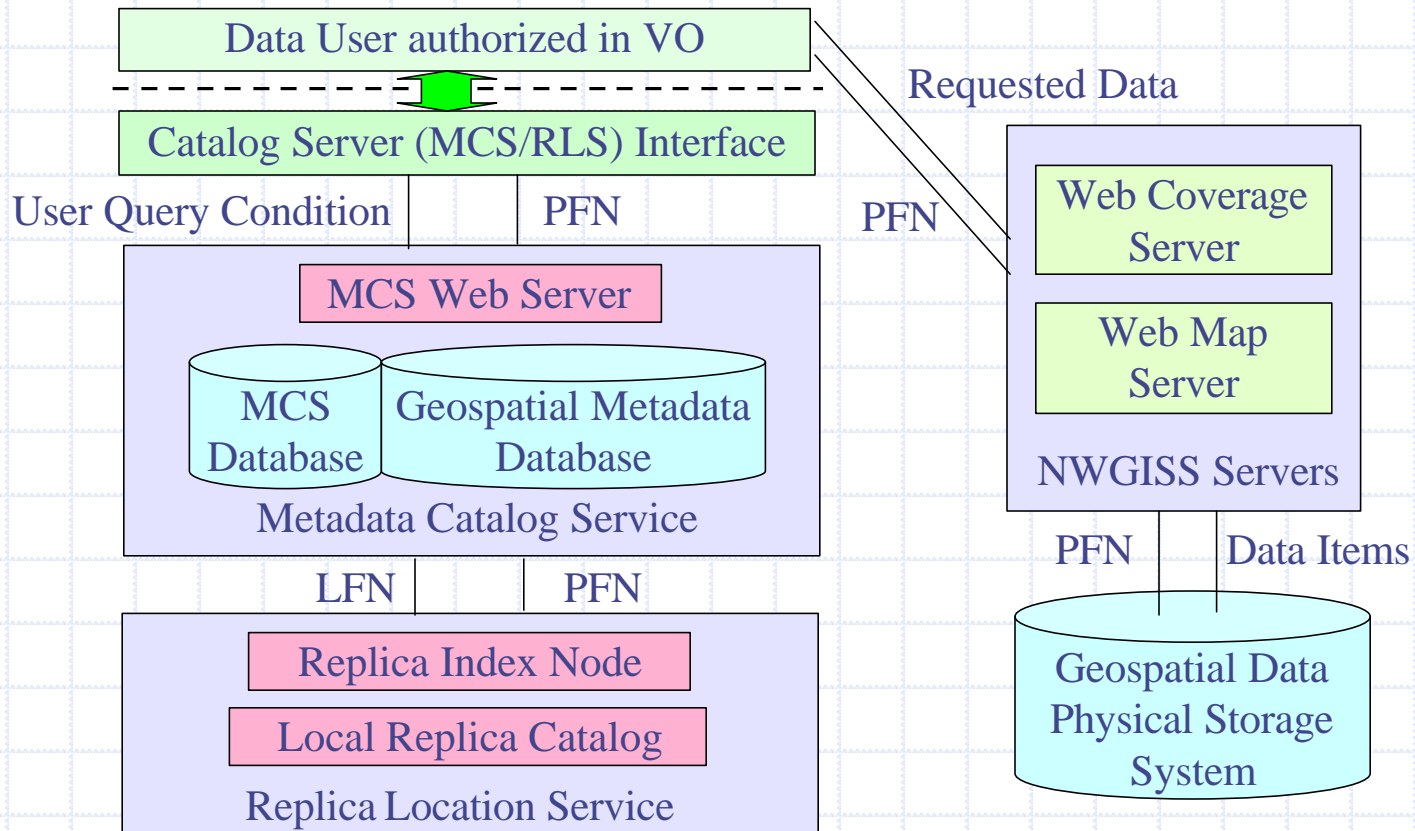 Data User authorized in VO
Requested Data
Catalog Server (MCS/RLS) Interface
User Query Condition
PFN
PFN
Web Coverage
Server
Web Map
Server
NWGISS Servers
MCS Web Server
MCS
Database
Geospatial Metadata
Database
Metadata Catalog Service
PFN
Data Items
LFN
PFN
Replica Index Node
Local Replica Catalog
Replica Location Service
Geospatial Data
Physical Storage
System